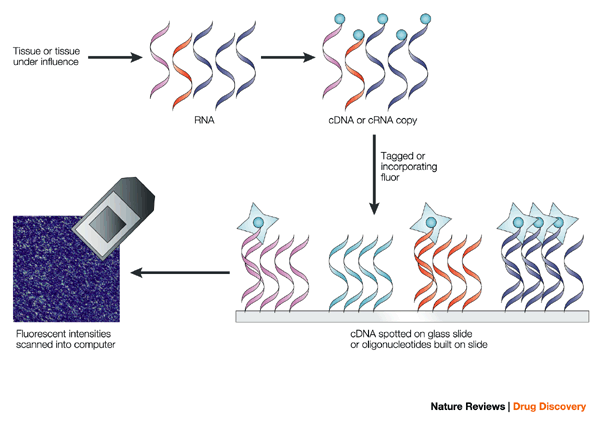 Tissue or tissue
under influence
RNA
cDNA or cRNA copy
Tagged or
incorporating
fluor
Fluorescent intensities
scanned into computer
cDNA spotted on glass slide
or oligonucleotides built on slide
Nature Reviews | Drug Discovery